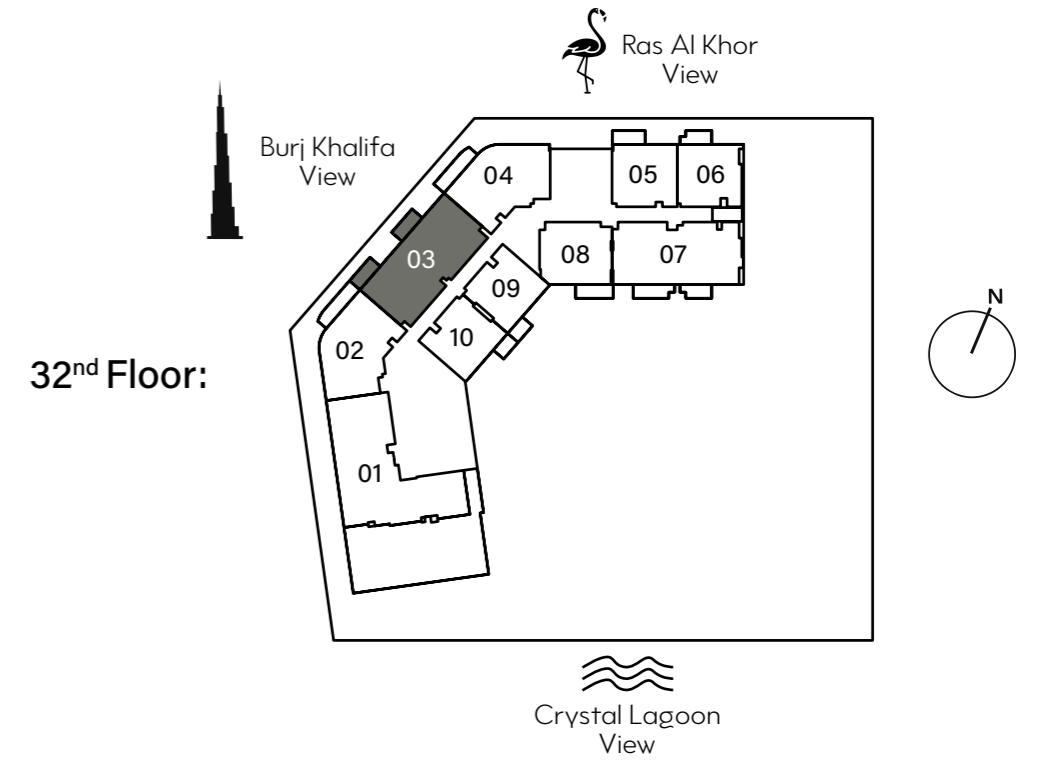 Ras Al Khor
View
Burj Khalifa
View
04
05
06
03
08
07
09
10
02
N
32nd Floor:
01
Crystal Lagoon
View